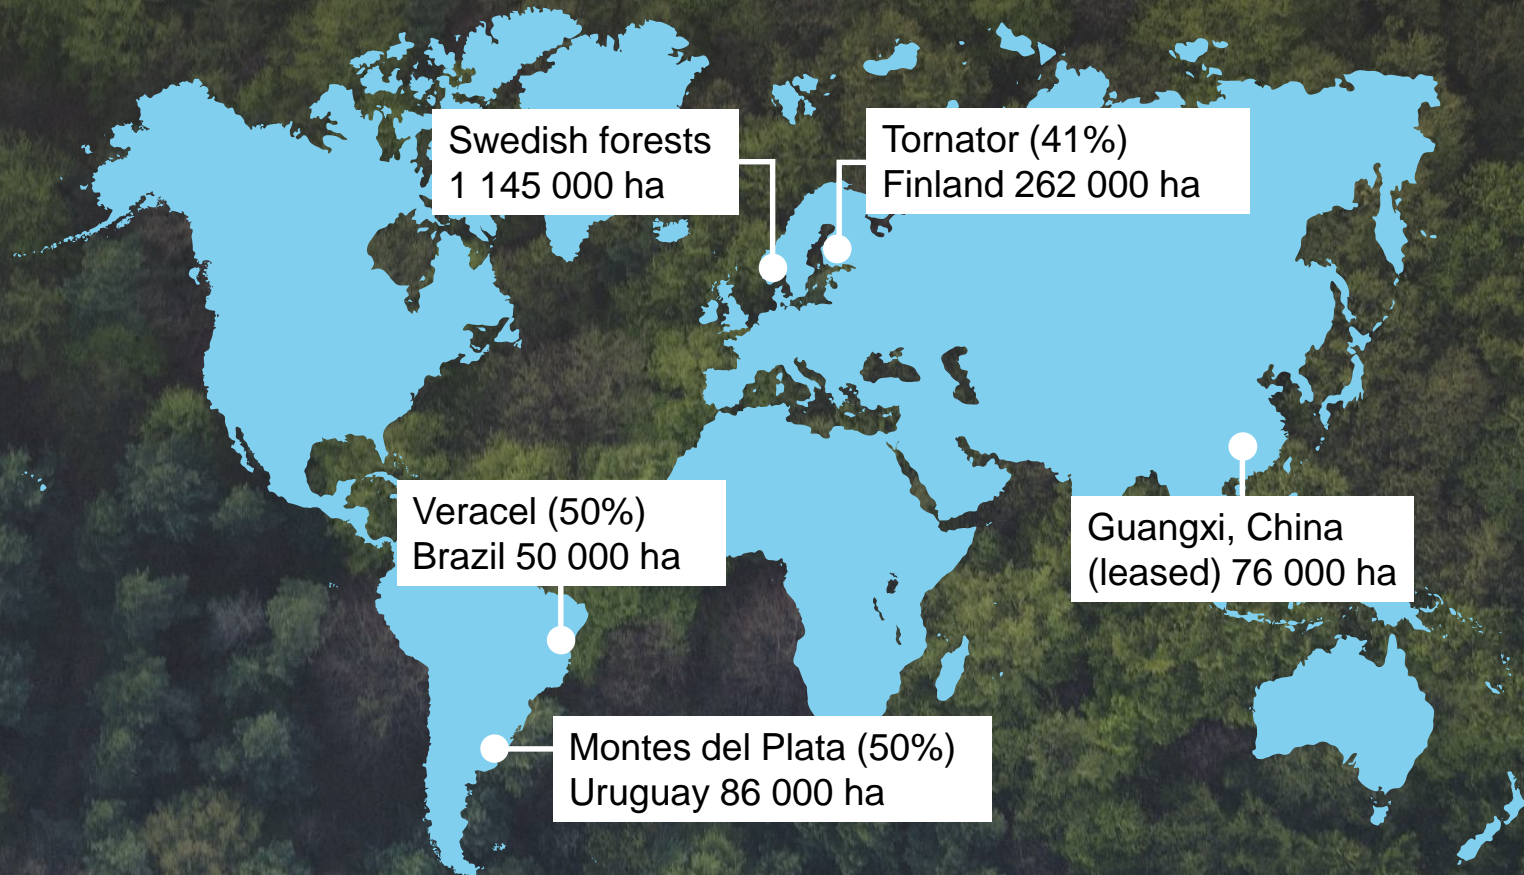 Swedish forests
1 145 000 ha
Tornator (41%)
Finland 262 000 ha
Veracel (50%)
Brazil 50 000 ha
Guangxi, China
(leased) 76 000 ha
Montes del Plata (50%)
Uruguay 86 000 ha